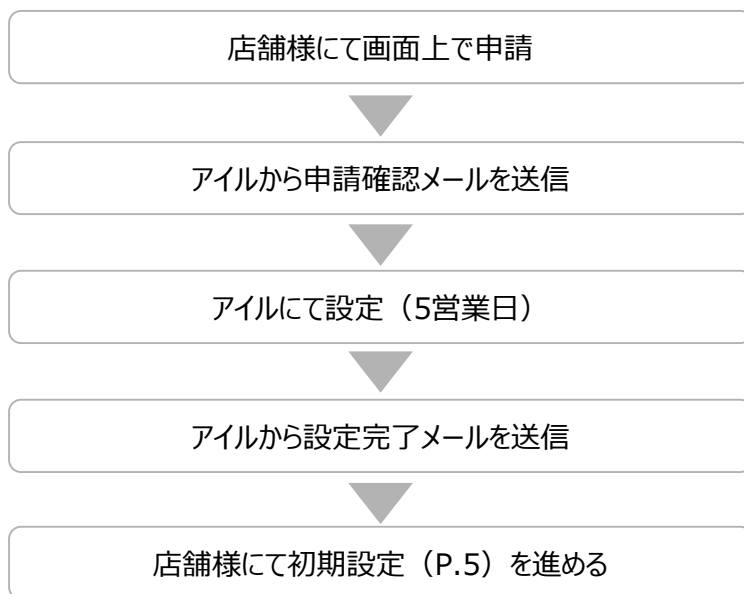 店舗様にて画面上で申請
アイルから申請確認メールを送信
アイルにて設定（5営業日）
アイルから設定完了メールを送信
店舗様にて初期設定（P.5）を進める